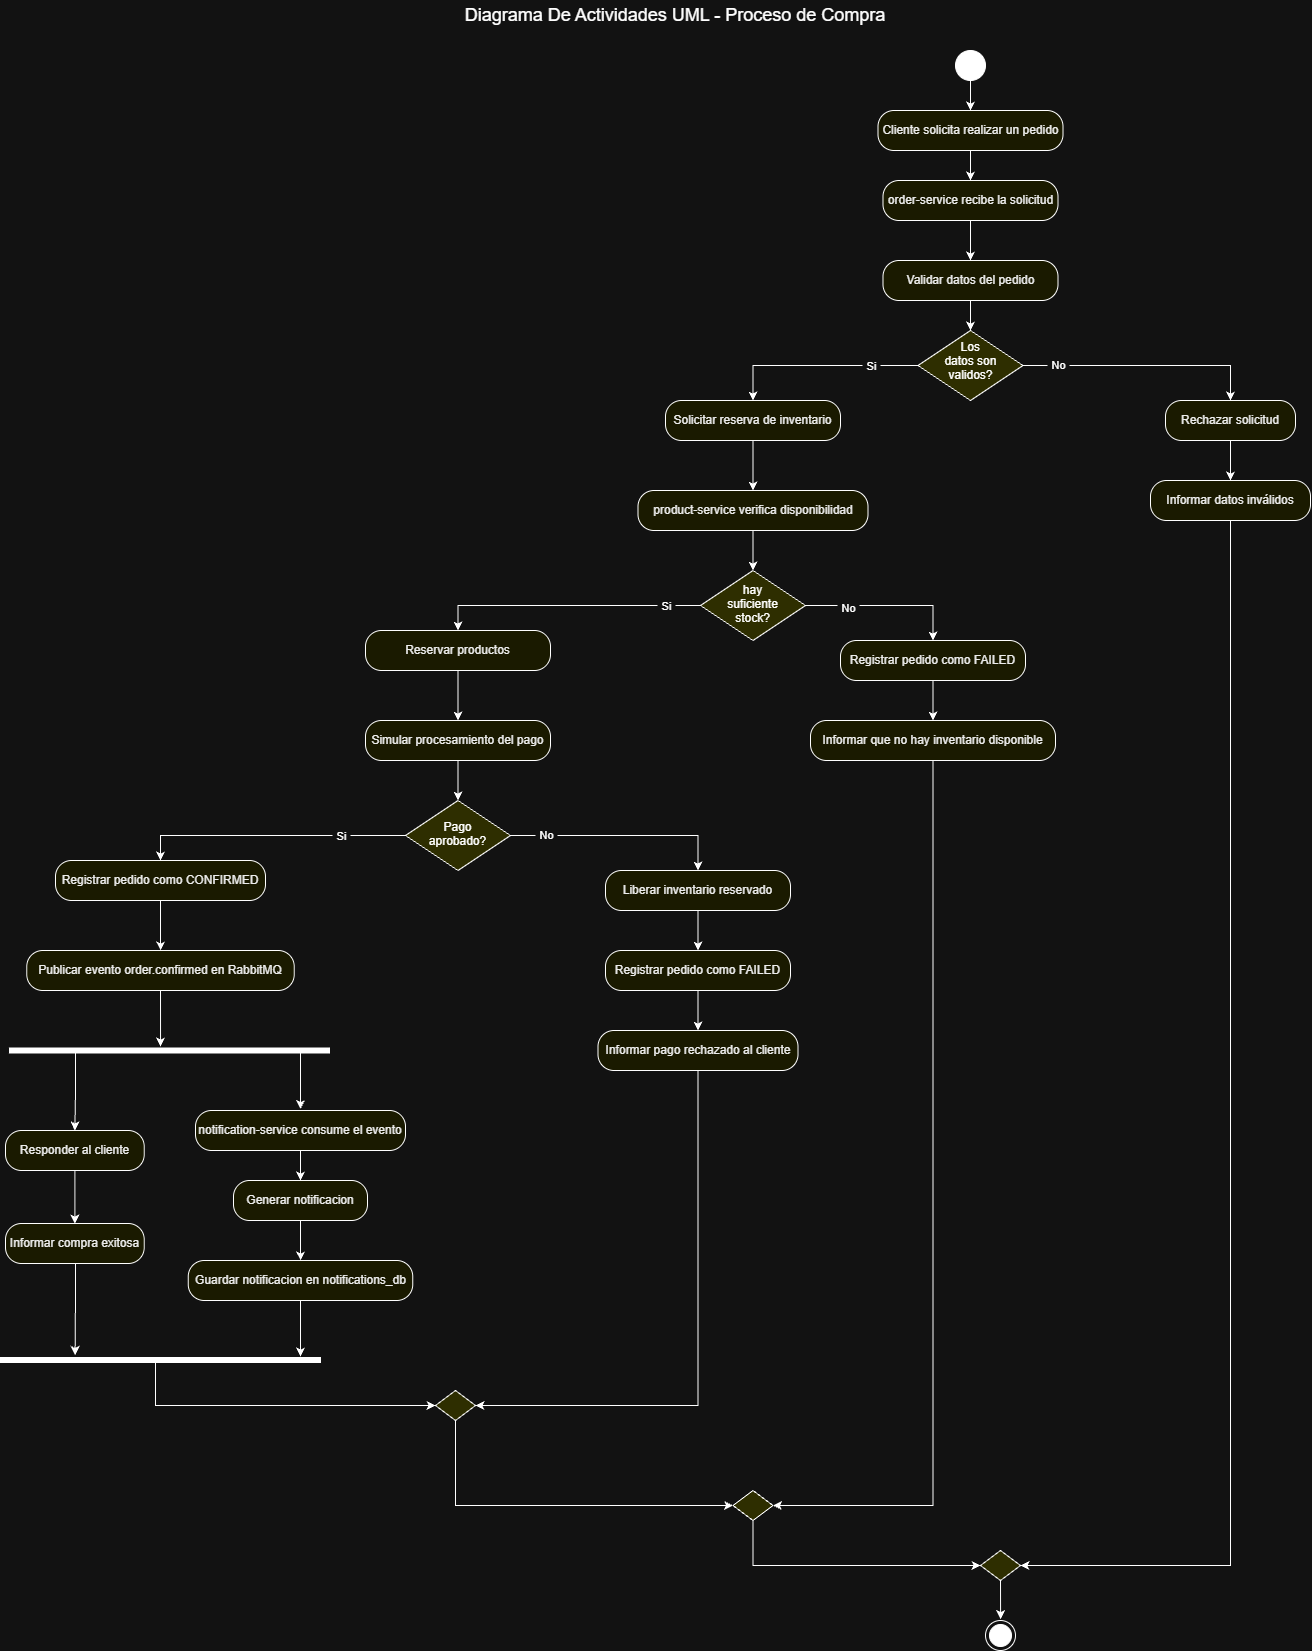 Diagrama De Actividades UML - Proceso de Compra
Cliente solicita realizar un pedido
order-service recibe la solicitud
Validar datos del pedido
Los
datos son
validos?
Si
No
Solicitar reserva de inventario
Rechazar solicitud
product-service verifica disponibilidad
Informar datos inválidos
hay
suficiente
stock?
Si
No
Reservar productos
Registrar pedido como FAILED
Simular procesamiento del pago
Informar que no hay inventario disponible
Pago
aprobado?
Si
No
Registrar pedido como CONFIRMED
Liberar inventario reservado
Publicar evento order.confirmed en RabbitMQ
Registrar pedido como FAILED
Informar pago rechazado al cliente
notification-service consume el evento
Responder al cliente
Generar notificacion
Informar compra exitosa
Guardar notificacion en notifications_db